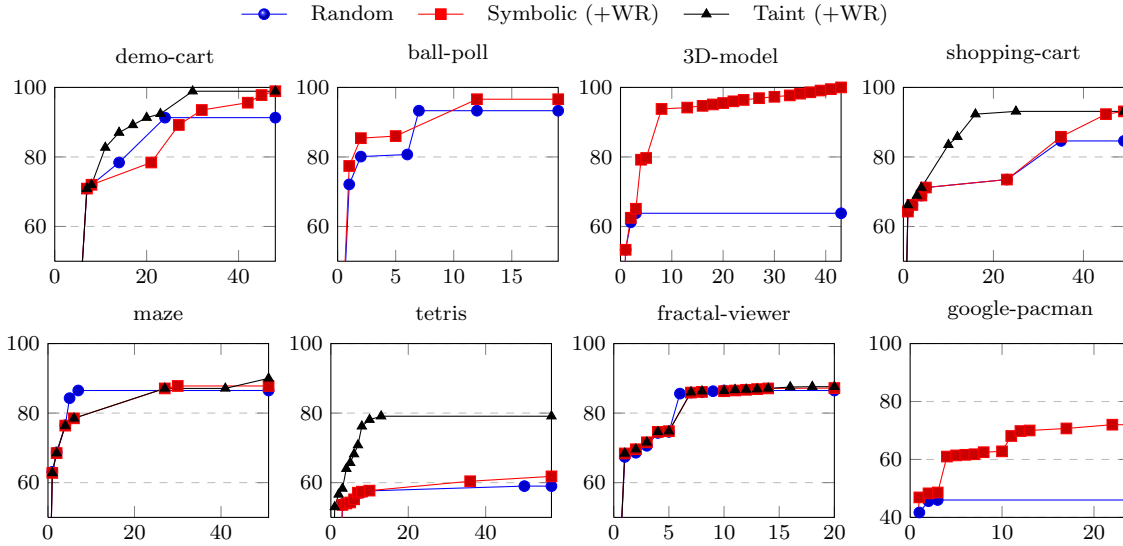 Random Symbolic (+WR) Taint (+WR)
demo-cart ball-poll 3D-model shopping-cart
100 100 100 100
80 80 80 80
60 60 60 60
0 20 40 0 5 10 15 0 10 20 30 40 0 20 40
maze tetris fractal-viewer google-pacman
100 100 100 100
80 80 80 80
60 60 60 60
40
0 20 40 0 20 40 0 5 10 15 20 0 10 20